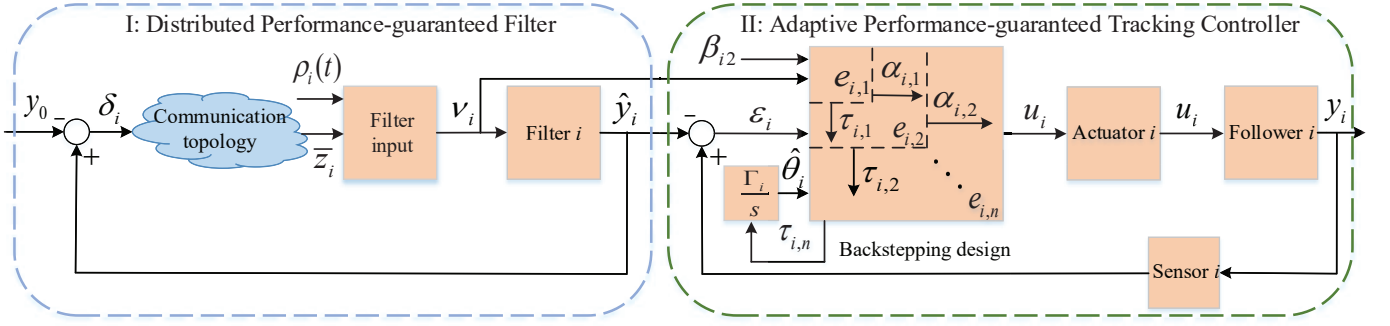 I: Distributed Performance-guaranteed Filter
y₀
-
+
δᵢ
Communication
topology
ρᵢ(t)
z̅ᵢ
Filter
input
νᵢ
Filter i
ŷᵢ
II: Adaptive Performance-guaranteed Tracking Controller
-
+
βᵢ₂
εᵢ
θ̂ᵢ
Γᵢ
s
τᵢ,ₙ
eᵢ,₁
αᵢ,₁
τᵢ,₁
eᵢ,₂
αᵢ,₂
τᵢ,₂
eᵢ,ₙ
Backstepping design
uᵢ
Actuator i
uᵢ
Follower i
yᵢ
Sensor i